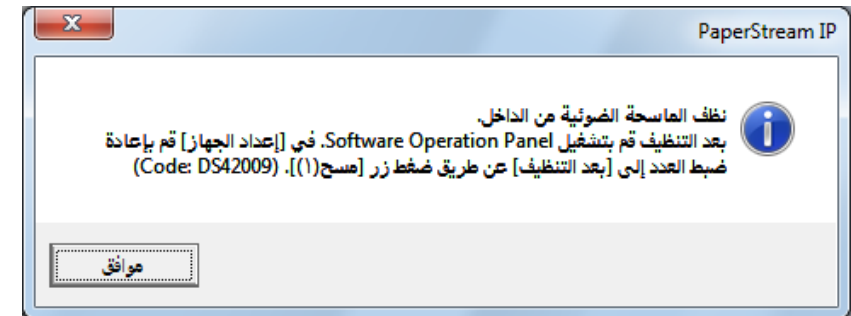 PaperStream IP
نظف الماسحة الضوئية من الداخل.
بعد التنظيف قم بتشغيل Software Operation Panel. في [إعداد الجهاز] قم بإعادة
ضبط العدد إلى [بعد التنظيف] عن طريق ضغط زر [مسح(١)]. (Code: DS42009)
موافق